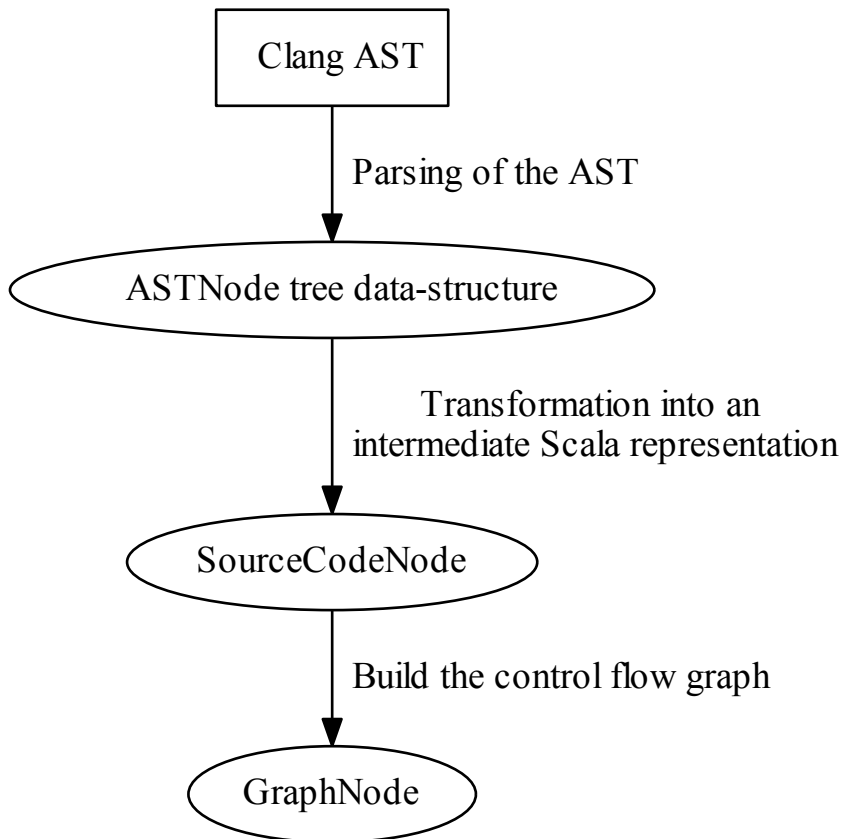 Clang AST
Parsing of the AST
ASTNode tree data-structure
Transformation into an
intermediate Scala representation
SourceCodeNode
Build the control flow graph
GraphNode